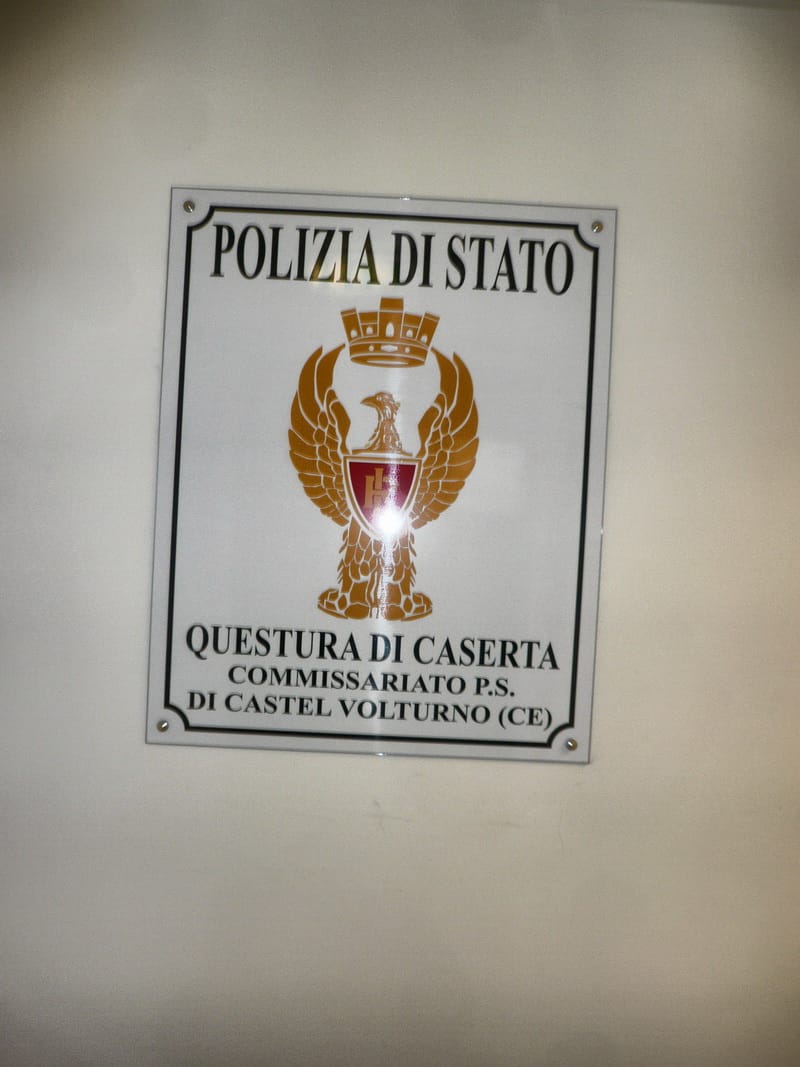 POLIZIA DI STATO
QUESTURA DI CASERTA
COMMISSARIATO P.S.
DI CASTEL VOLTURNO (CE)